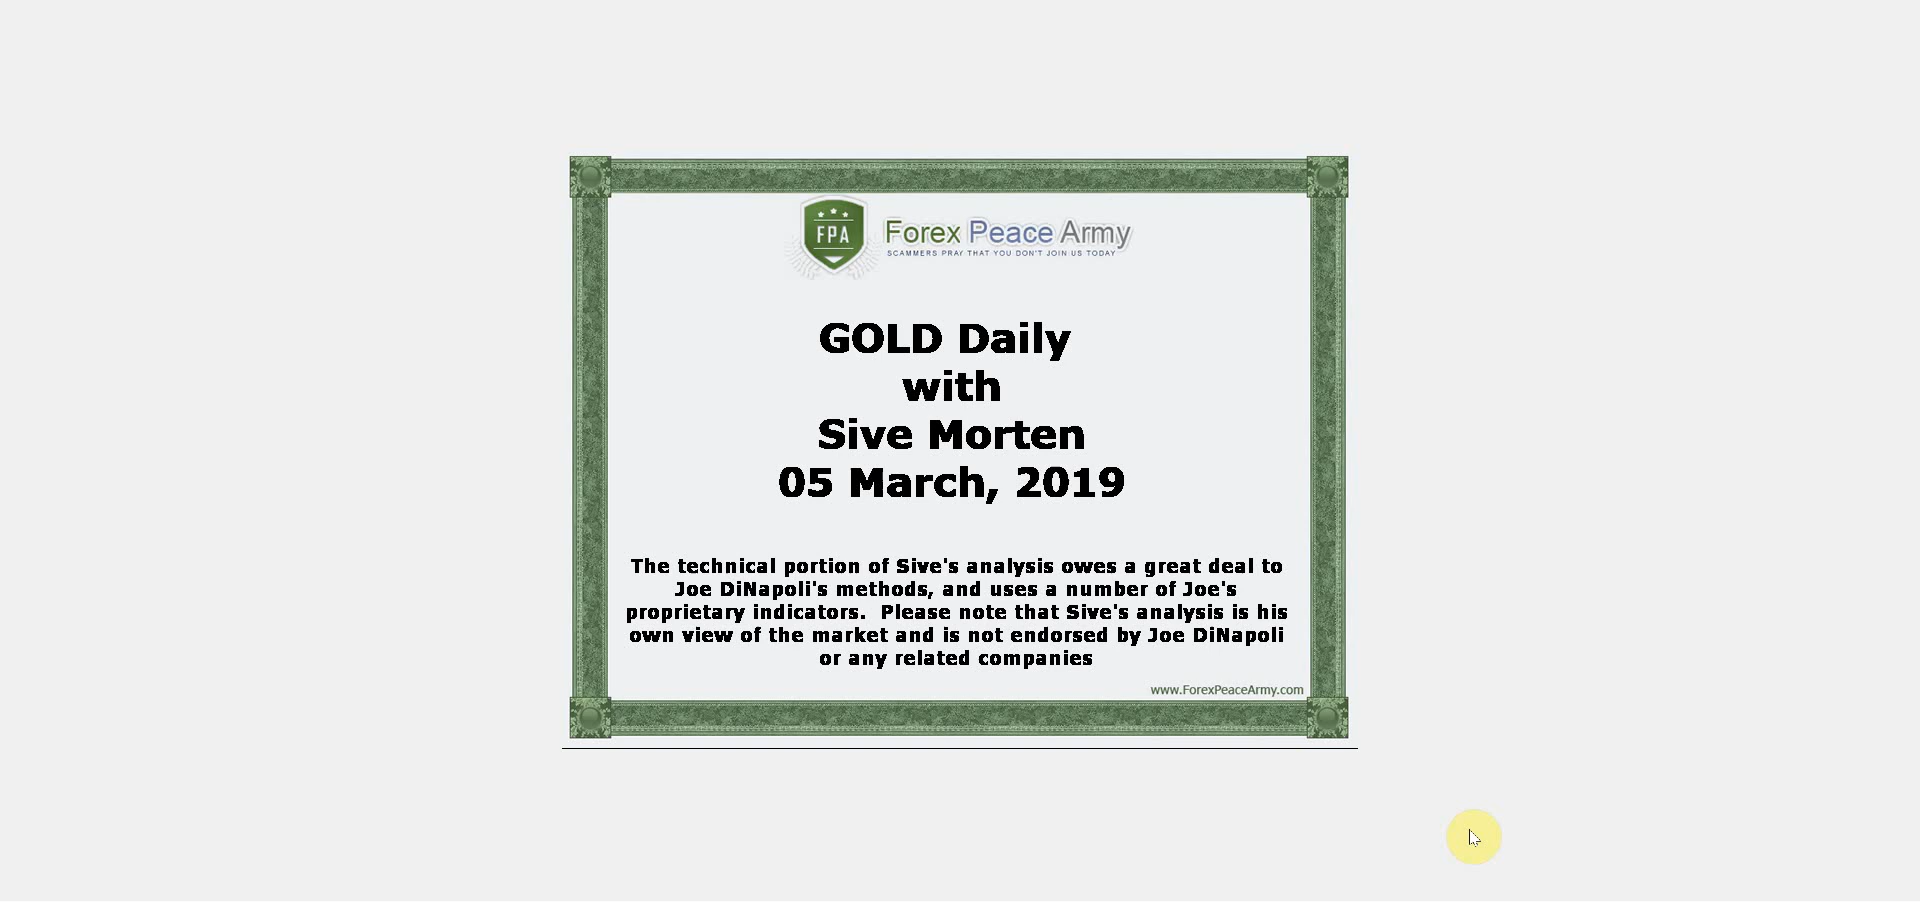 FPA
Forex Peace Army
SCAMMERS PRAY THAT YOU DON'T JOIN US TODAY
GOLD Daily
with
Sive Morten
05 March, 2019
The technical portion of Sive's analysis owes a great deal to
Joe DiNapoli's methods, and uses a number of Joe's
proprietary indicators.  Please note that Sive's analysis is his
own view of the market and is not endorsed by Joe DiNapoli
or any related companies
www.ForexPeaceArmy.com